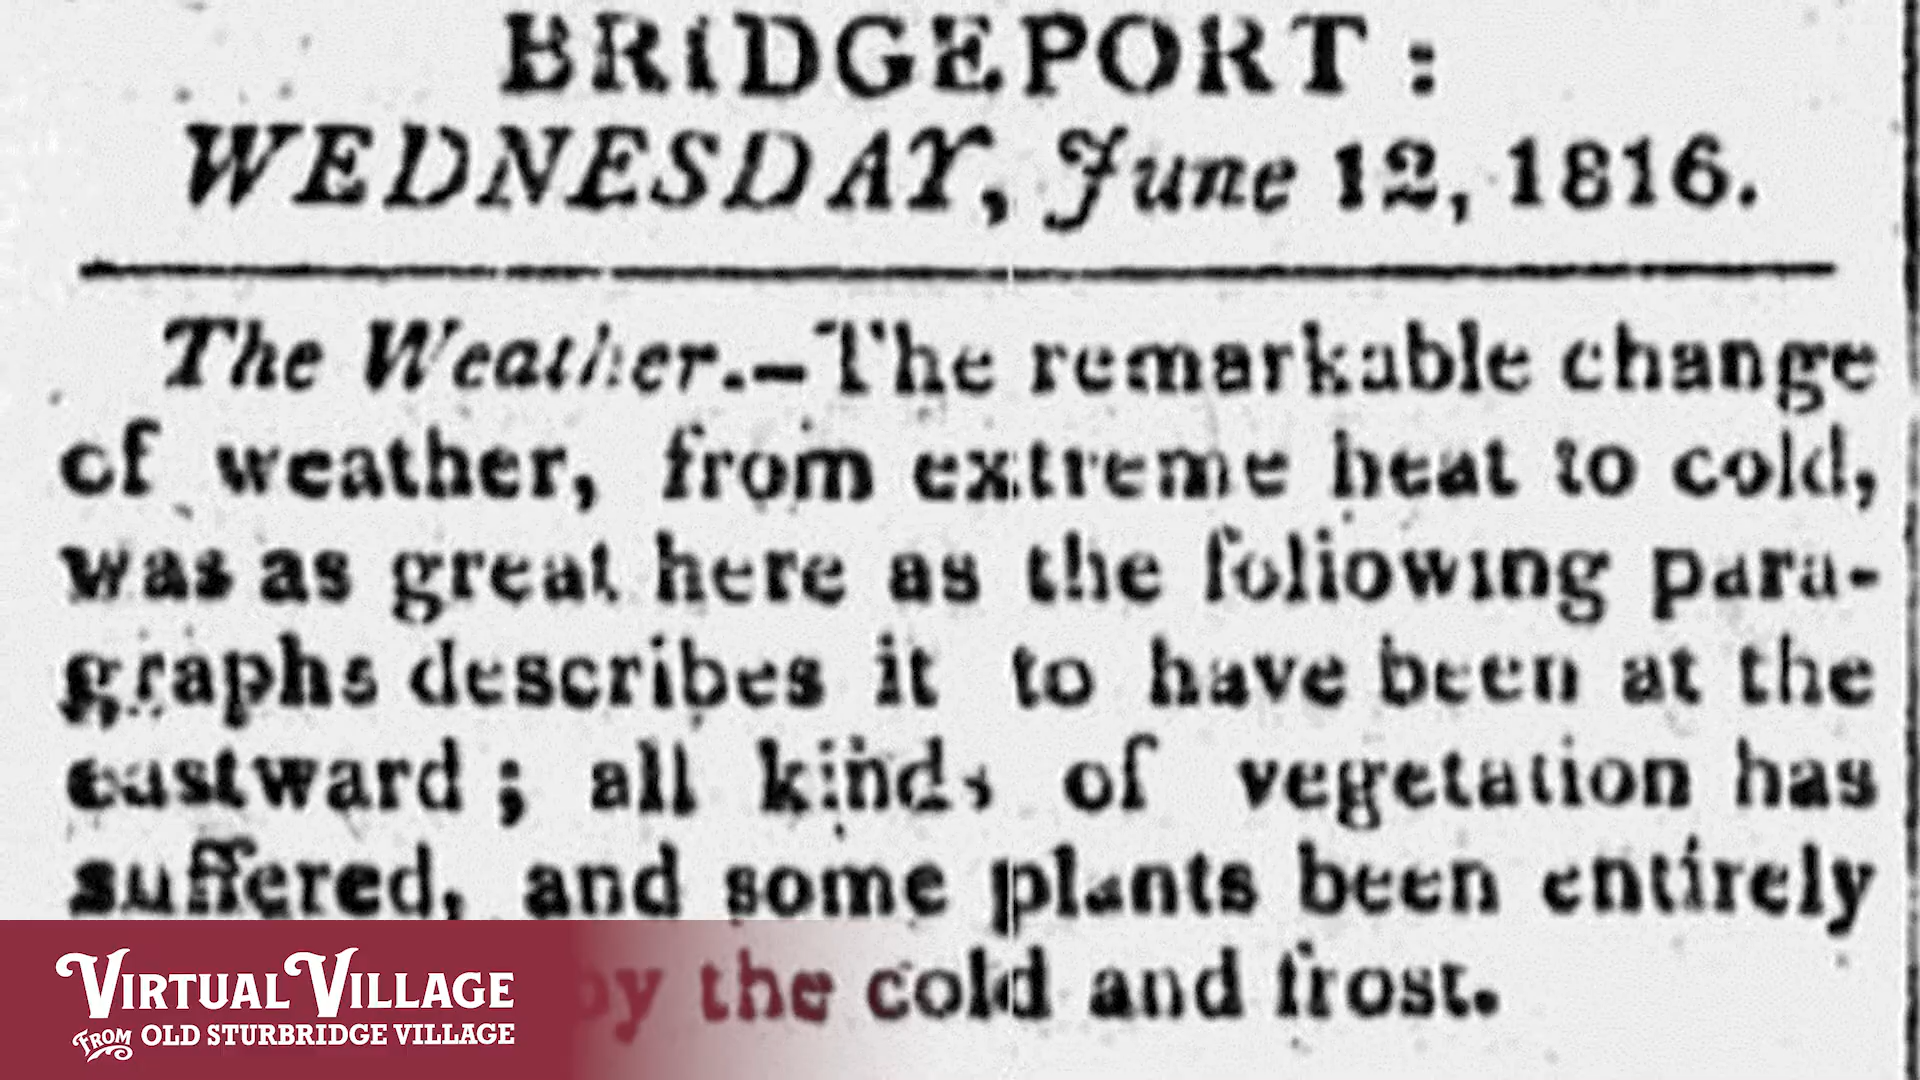 BRIDGEPORT:
WEDNESDAY, June 12, 1816.
The Weather.—The remarkable change
of weather, from extreme heat to cold,
was as great here as the following para-
graphs describes it to have been at the
eastward; all kinds of vegetation has
suffered, and some plants been entirely
by the cold and frost.
VIRTUAL VILLAGE
FROM OLD STURBRIDGE VILLAGE